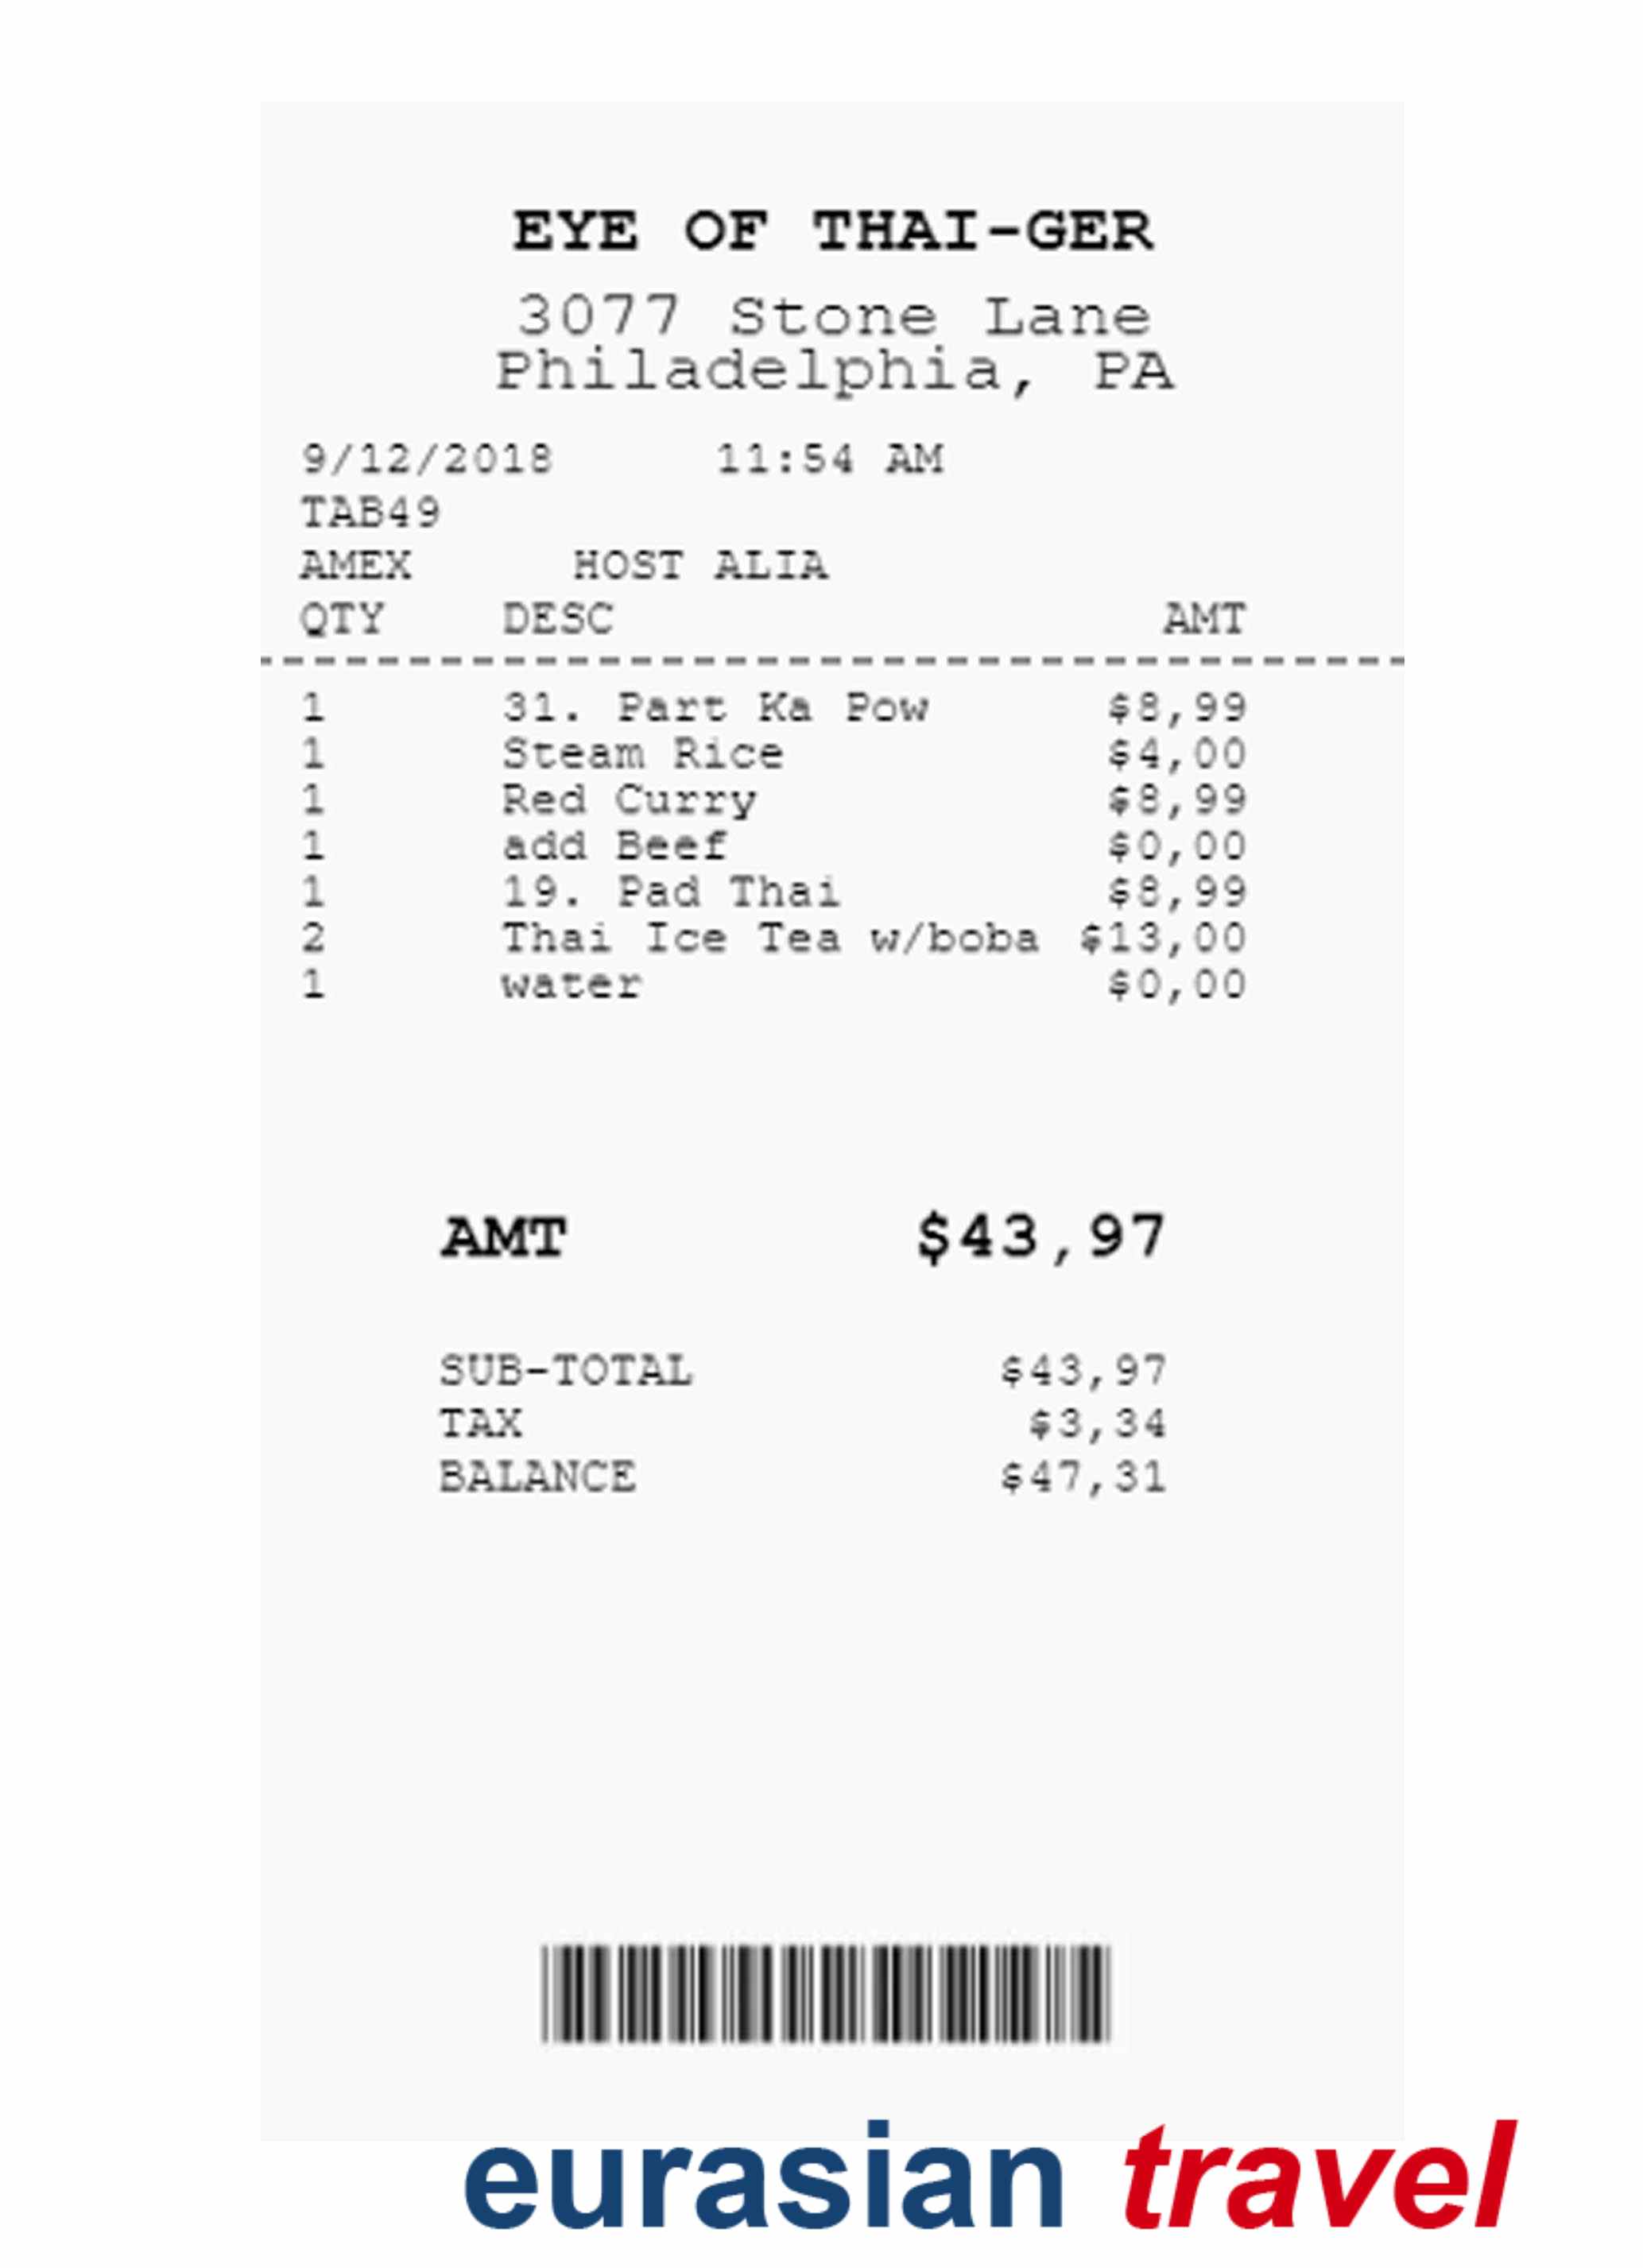 EYE OF THAI-GER
3077 Stone Lane
Philadelphia, PA
9/12/2018 11:54 AM
TAB49
AMEX HOST ALIA
QTY DESC AMT
1 31. Part Ka Pow $8,99
1 Steam Rice $4,00
1 Red Curry $8,99
1 add Beef $0,00
1 19. Pad Thai $8,99
2 Thai Ice Tea w/boba $13,00
1 water $0,00
AMT $43,97
SUB-TOTAL $43,97
TAX $3,34
BALANCE $47,31
eurasian travel